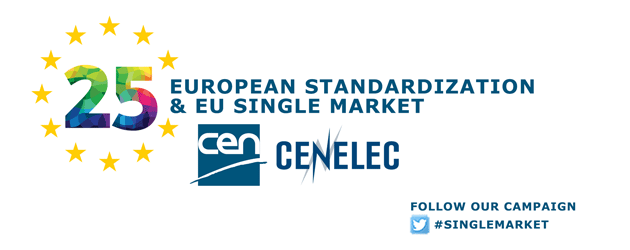 25
EUROPEAN STANDARDIZATION
& EU SINGLE MARKET
cen
CENELEC
FOLLOW OUR CAMPAIGN
#SINGLEMARKET